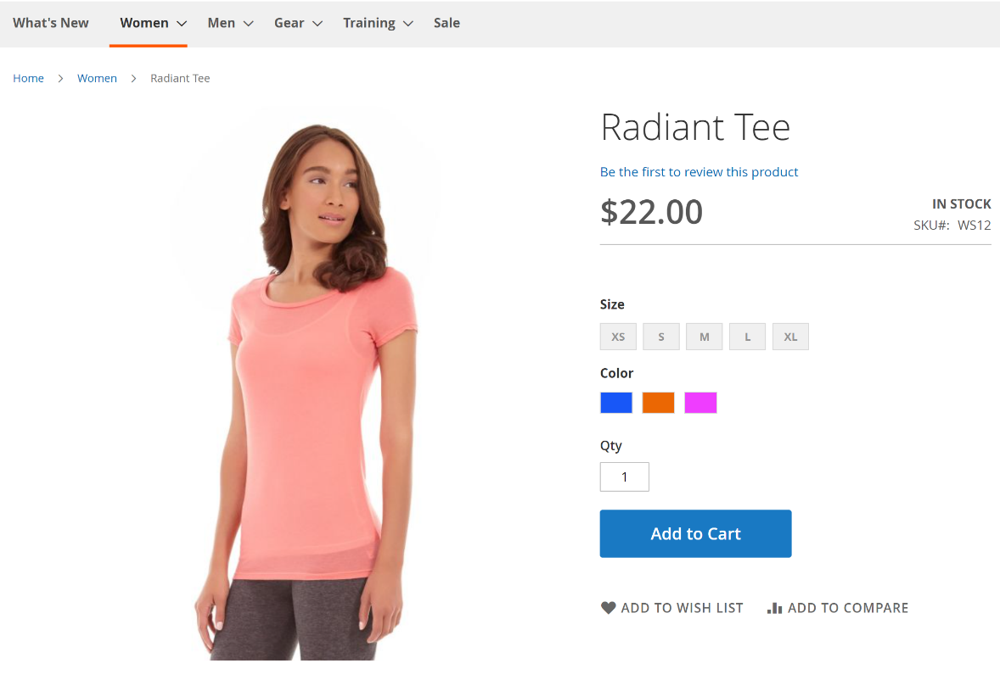 What's New Women Men Gear Training Sale
Home Women Radiant Tee
Radiant Tee
Be the first to review this product
$22.00
IN STOCK
SKU#: WS12
Size
XS S M L XL
Color
Qty
1
Add to Cart
ADD TO WISH LIST ADD TO COMPARE